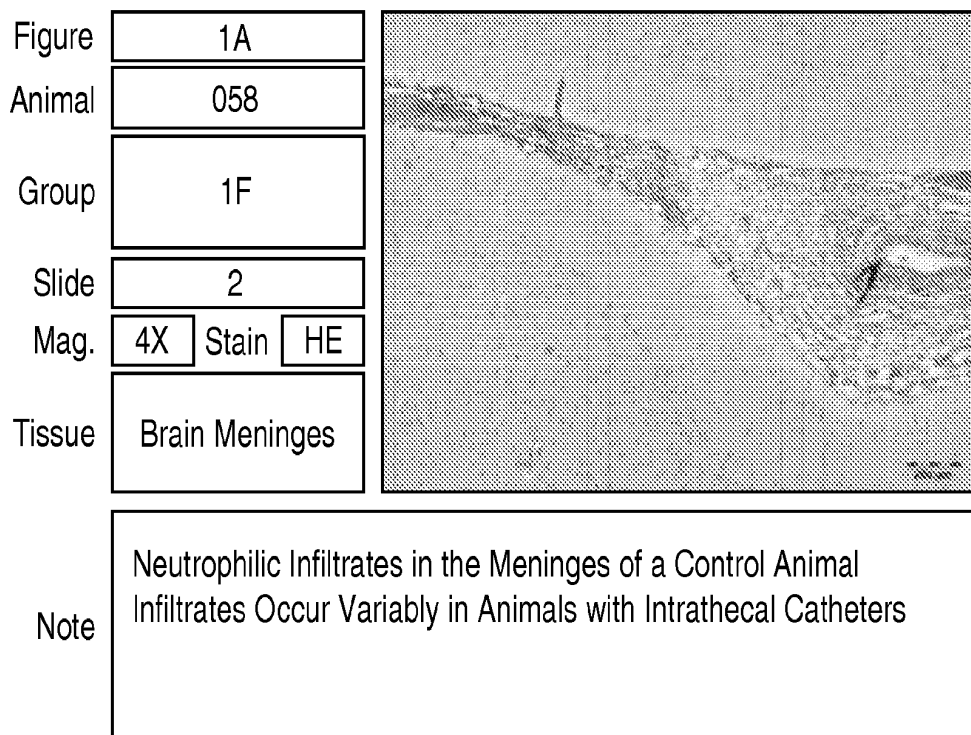 Figure 1A
Animal 058
Group 1F
Slide 2
Mag. 4X Stain HE
Tissue Brain Meninges
Note Neutrophilic Infiltrates in the Meninges of a Control Animal
Infiltrates Occur Variably in Animals with Intrathecal Catheters